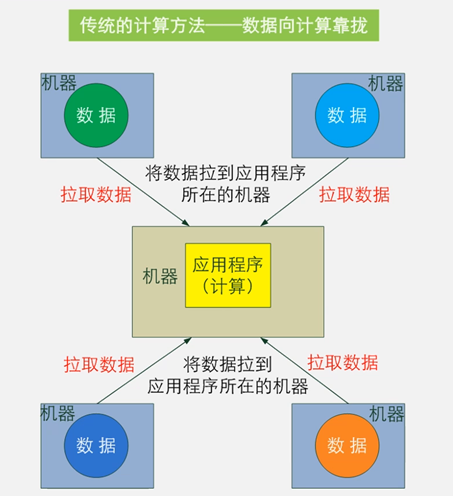 传统的计算方法——数据向计算靠拢
机器
数据
机器
数据
将数据拉到应用程序
所在的机器
拉取数据
拉取数据
机器
应用程序
（计算）
拉取数据
将数据拉到
应用程序所在的机器
拉取数据
机器
数据
机器
数据